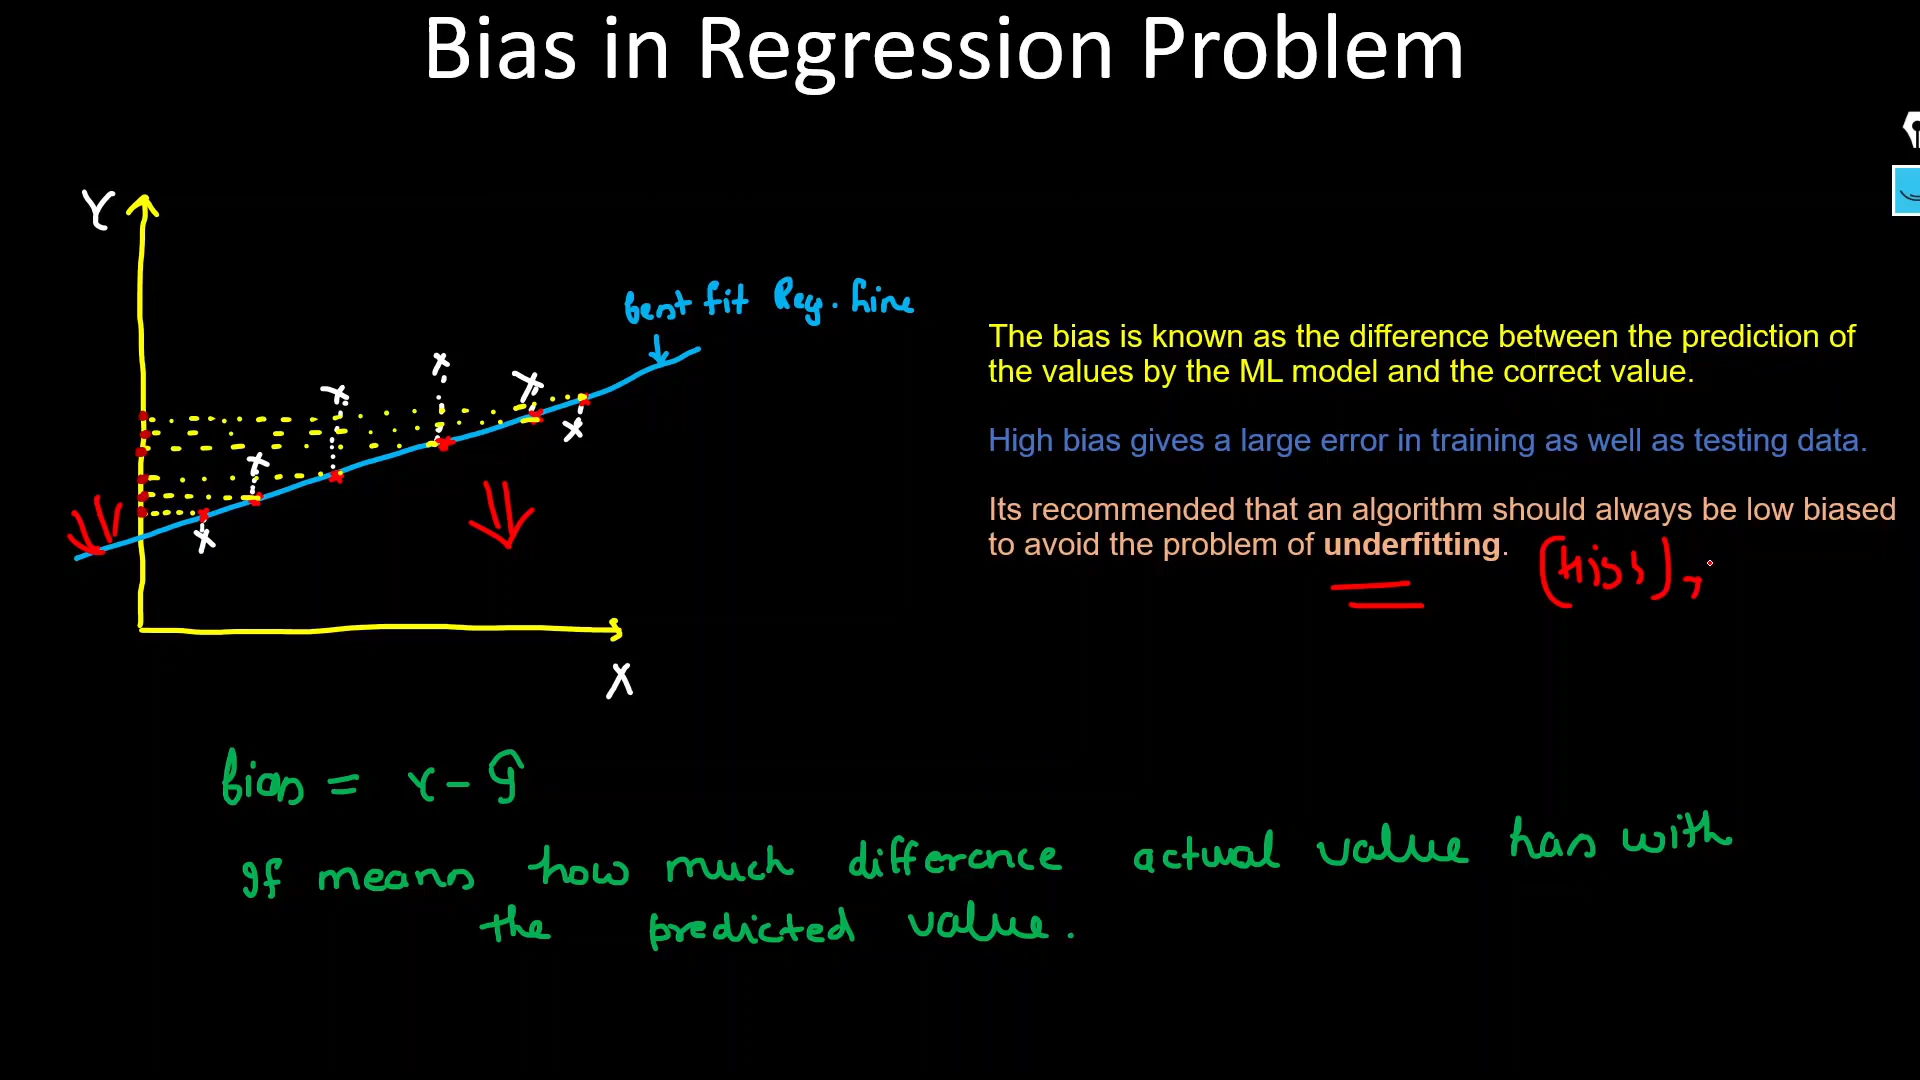 Bias in Regression Problem
Y
best fit Reg. line
The bias is known as the difference between the prediction of
the values by the ML model and the correct value.
High bias gives a large error in training as well as testing data.
Its recommended that an algorithm should always be low biased
to avoid the problem of underfitting.
X
bias = Y - Ŷ
It means how much difference actual value has with
the predicted value.